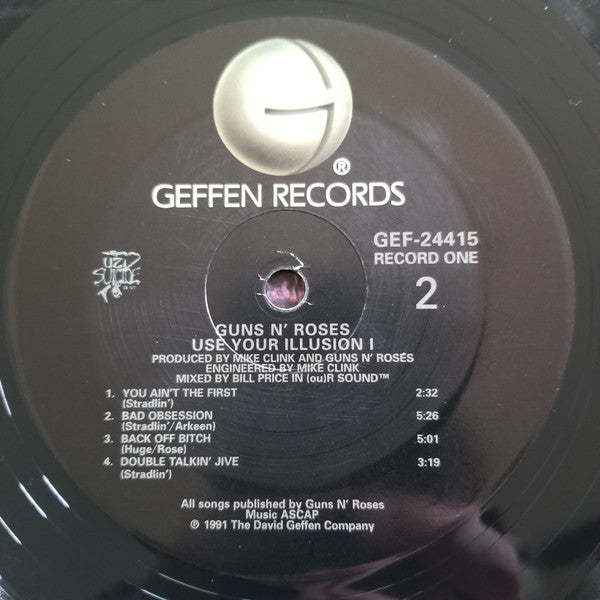 ®
GEFFEN RECORDS
GEF-24415
RECORD ONE
2
UZI
SUICIDE
GUNS N' ROSES
USE YOUR ILLUSION I
PRODUCED BY MIKE CLINK AND GUNS N' ROSES
ENGINEERED BY MIKE CLINK
MIXED BY BILL PRICE IN (ou)R SOUND™
1. YOU AIN'T THE FIRST 2:32
(Stradlin')
2. BAD OBSESSION 5:26
(Stradlin'/Arkeen)
3. BACK OFF BITCH 5:01
(Huge/Rose)
4. DOUBLE TALKIN' JIVE 3:19
(Stradlin')
All songs published by Guns N' Roses
Music ASCAP
℗ 1991 The David Geffen Company